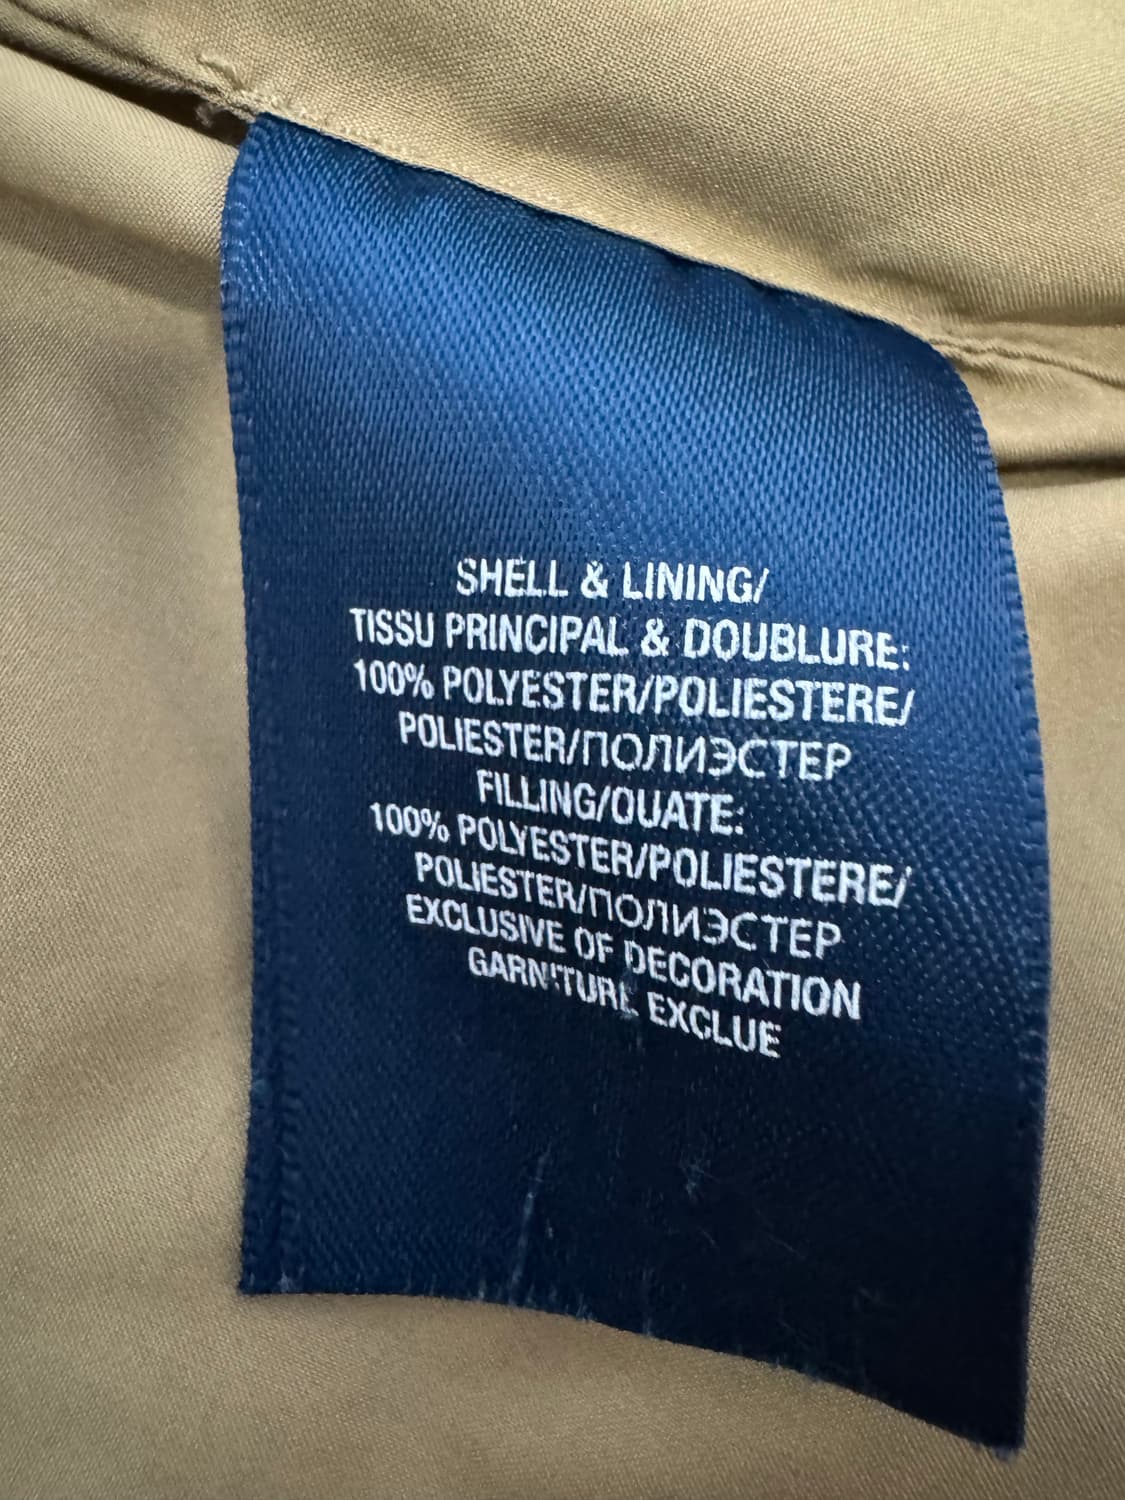 SHELL & LINING/
TISSU PRINCIPAL & DOUBLURE:
100% POLYESTER/POLIESTERE/
POLIESTER/ПОЛИЭСТЕР
FILLING/OUATE:
100% POLYESTER/POLIESTERE/
POLIESTER/ПОЛИЭСТЕР
EXCLUSIVE OF DECORATION
GARNITURE EXCLUE